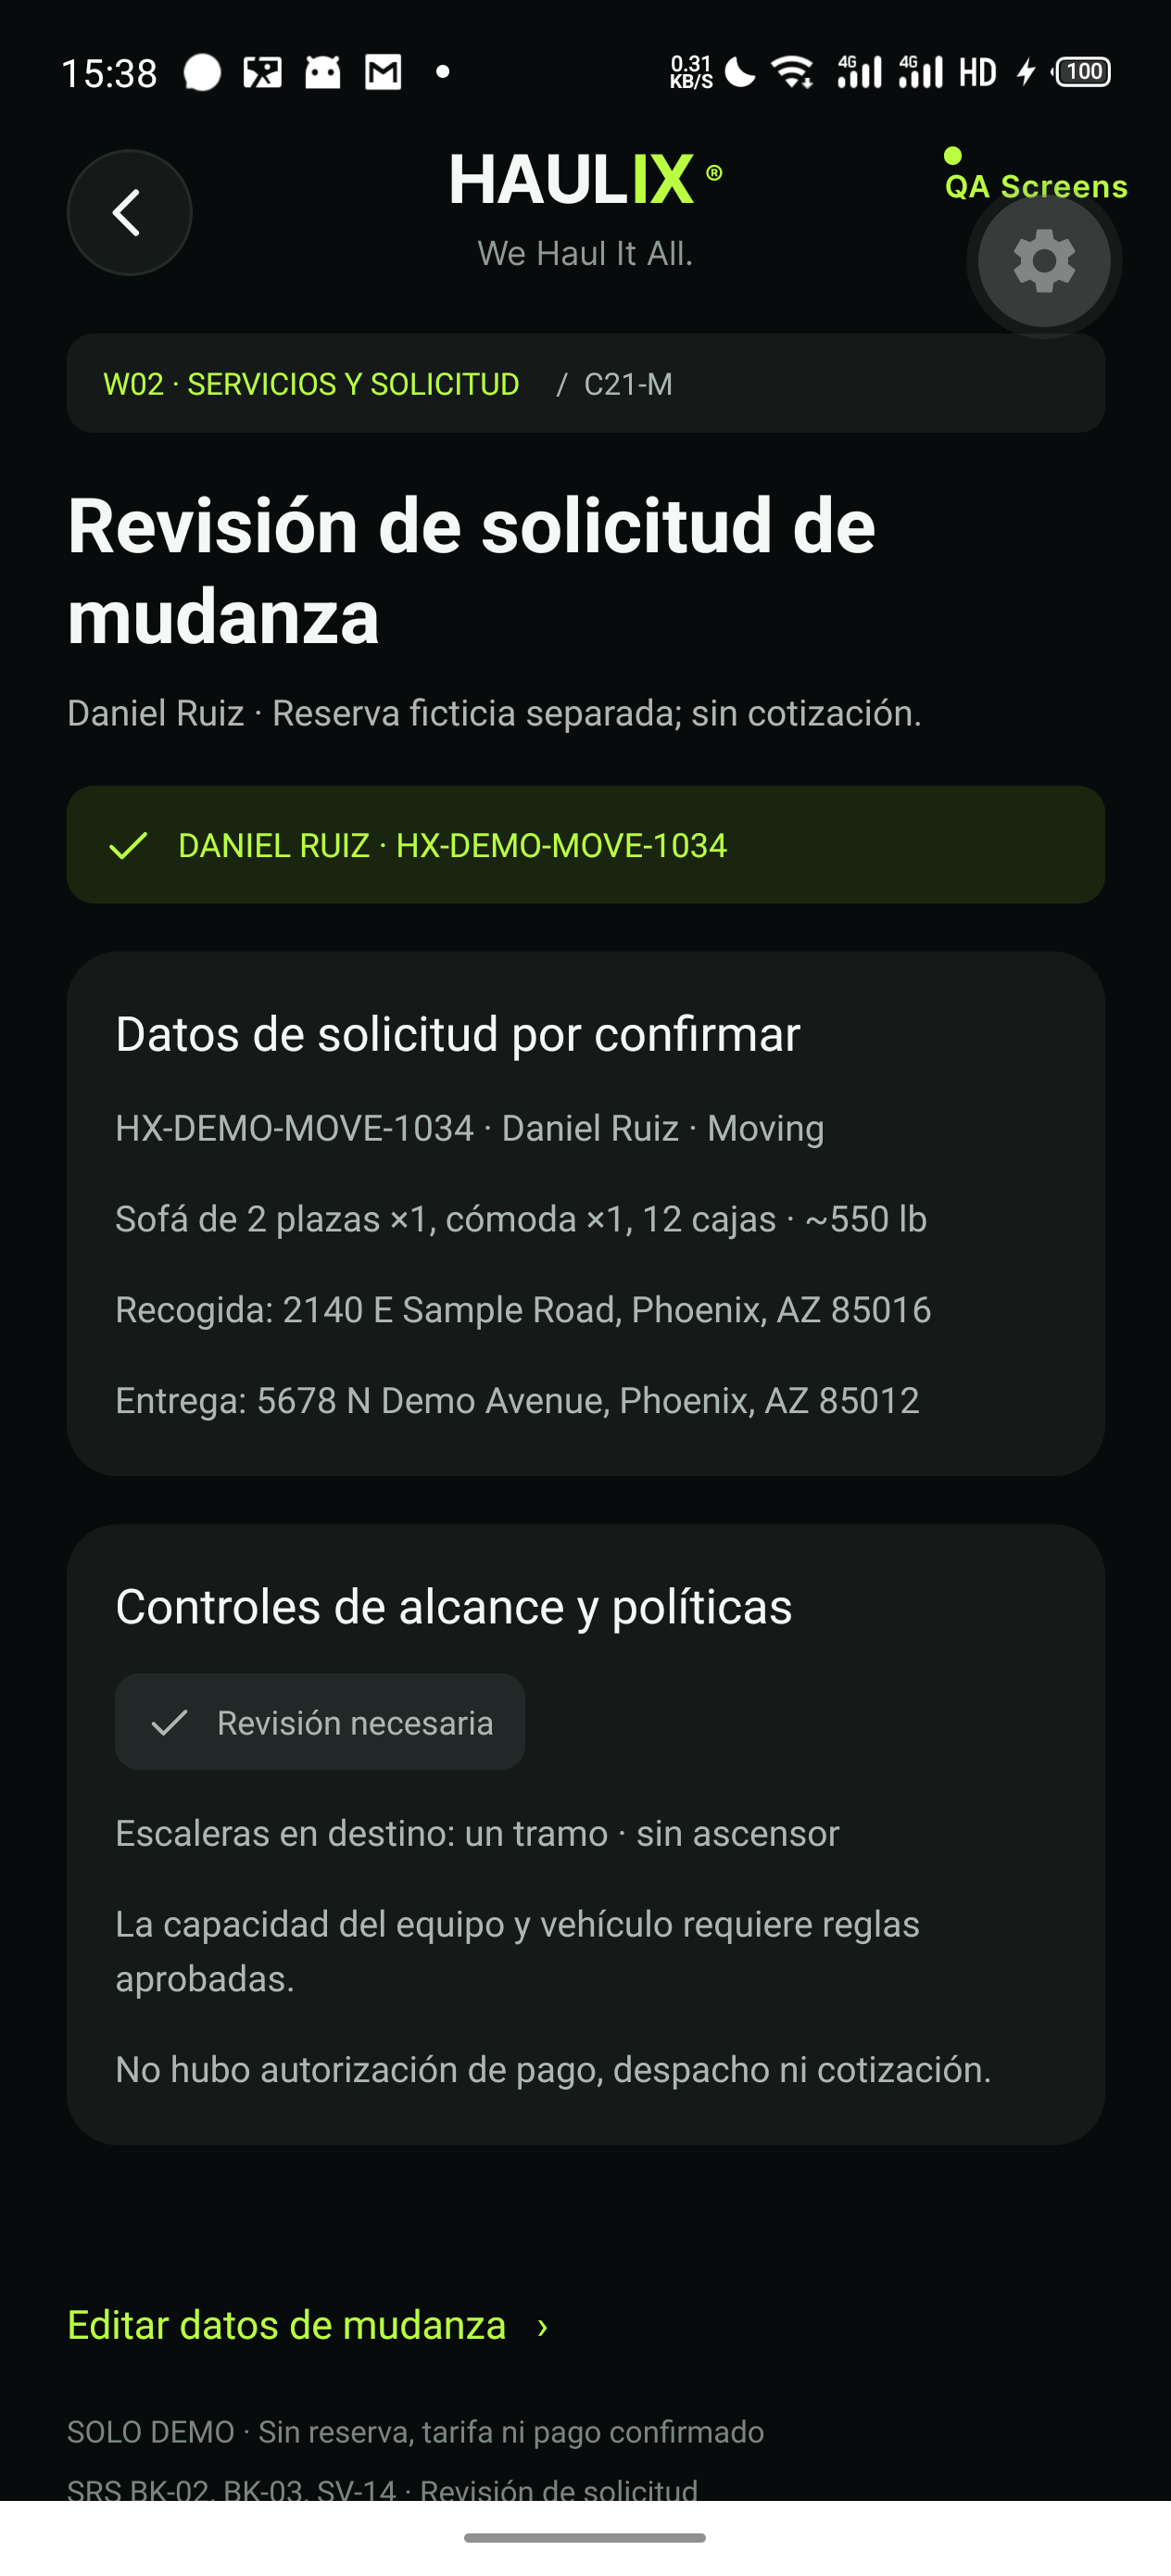 15:38
0.31 KB/S
4G
4G
HD
100
HAULIX ®
We Haul It All.
QA Screens
W02 · SERVICIOS Y SOLICITUD / C21-M
Revisión de solicitud de
mudanza
Daniel Ruiz · Reserva ficticia separada; sin cotización.
DANIEL RUIZ · HX-DEMO-MOVE-1034
Datos de solicitud por confirmar
HX-DEMO-MOVE-1034 · Daniel Ruiz · Moving
Sofá de 2 plazas ×1, cómoda ×1, 12 cajas · ~550 lb
Recogida: 2140 E Sample Road, Phoenix, AZ 85016
Entrega: 5678 N Demo Avenue, Phoenix, AZ 85012
Controles de alcance y políticas
Revisión necesaria
Escaleras en destino: un tramo · sin ascensor
La capacidad del equipo y vehículo requiere reglas
aprobadas.
No hubo autorización de pago, despacho ni cotización.
Editar datos de mudanza ›
SOLO DEMO · Sin reserva, tarifa ni pago confirmado
SRS BK-02, BK-03, SV-14 · Revisión de solicitud